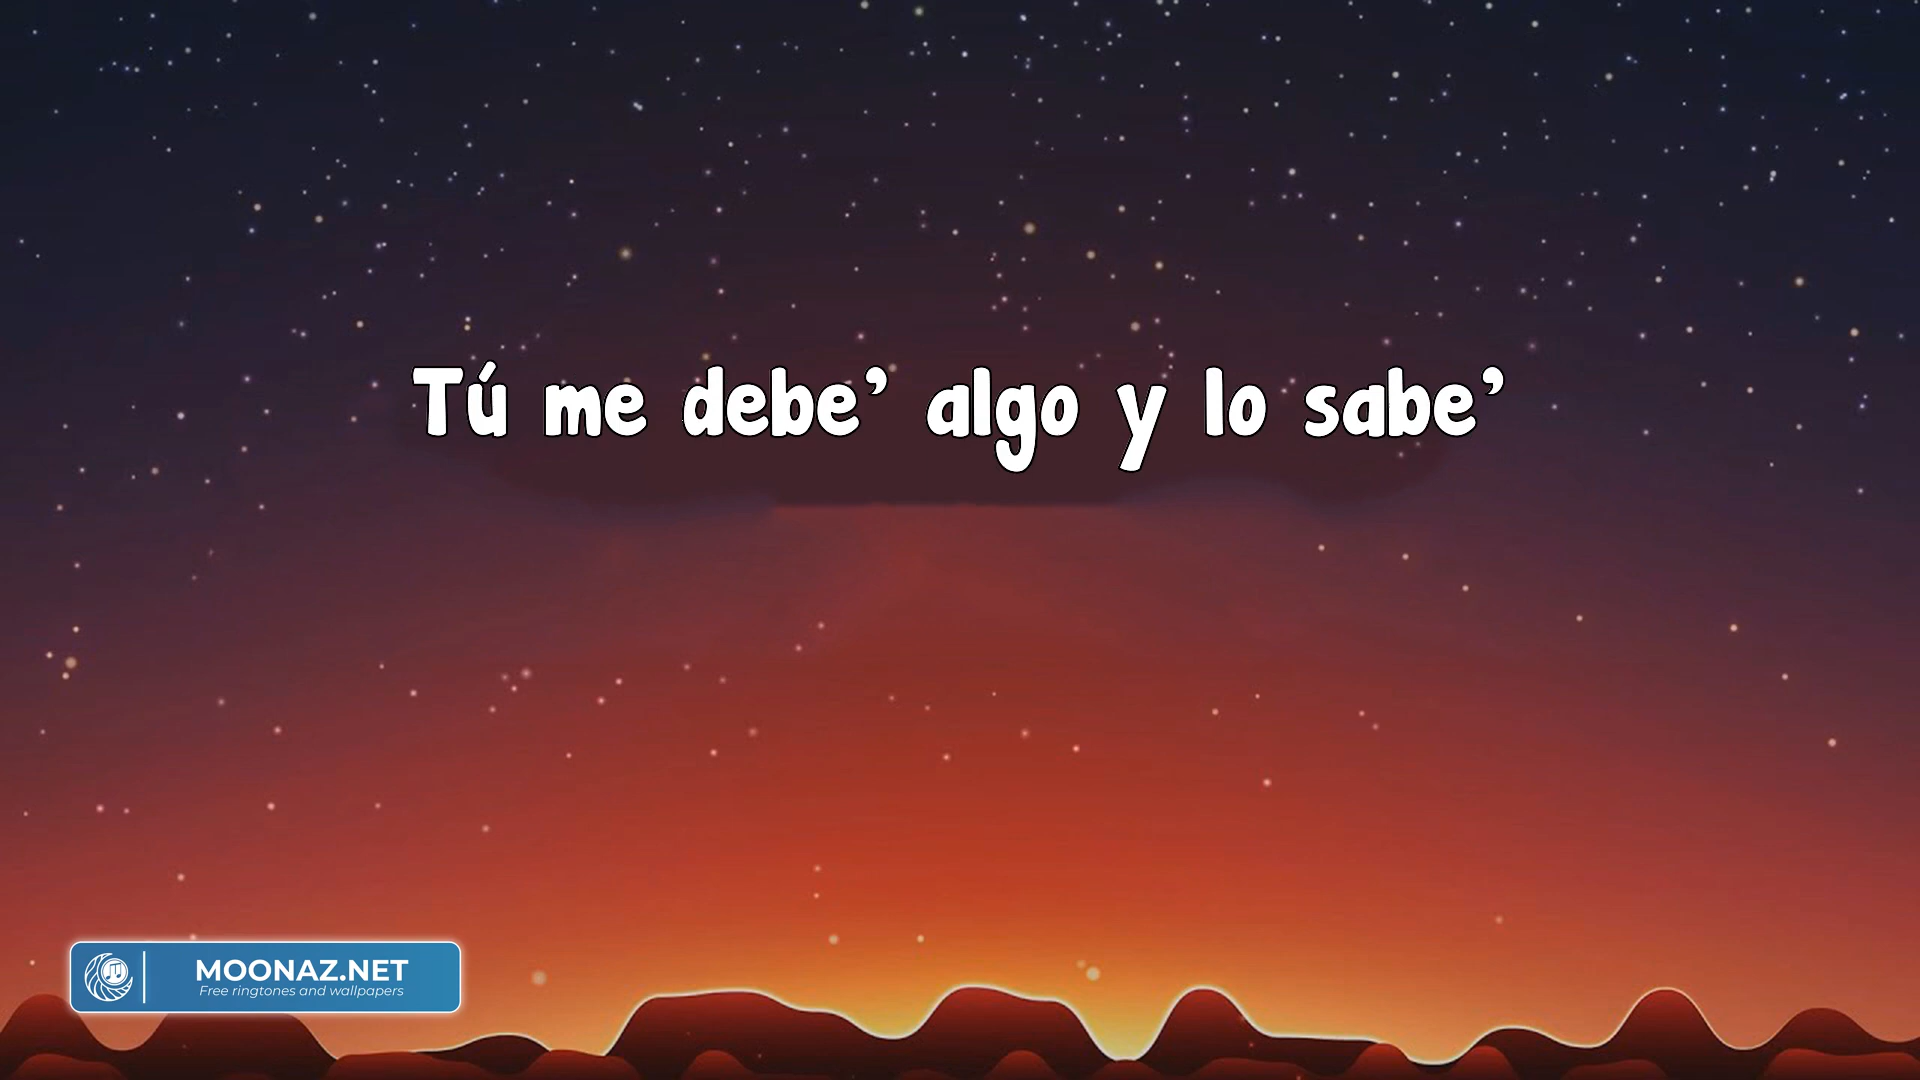 Tú me debe’ algo y lo sabe’
MOONAZ.NET
Free ringtones and wallpapers